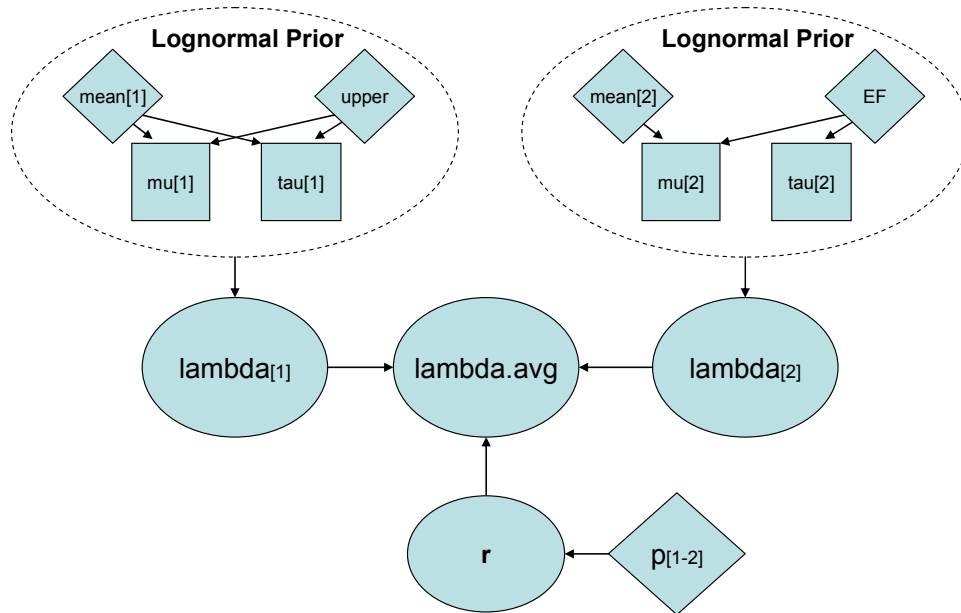 Lognormal Prior
mean[1]
upper
mu[1]
tau[1]
Lognormal Prior
mean[2]
EF
mu[2]
tau[2]
lambda[1]
lambda.avg
lambda[2]
r
p[1-2]